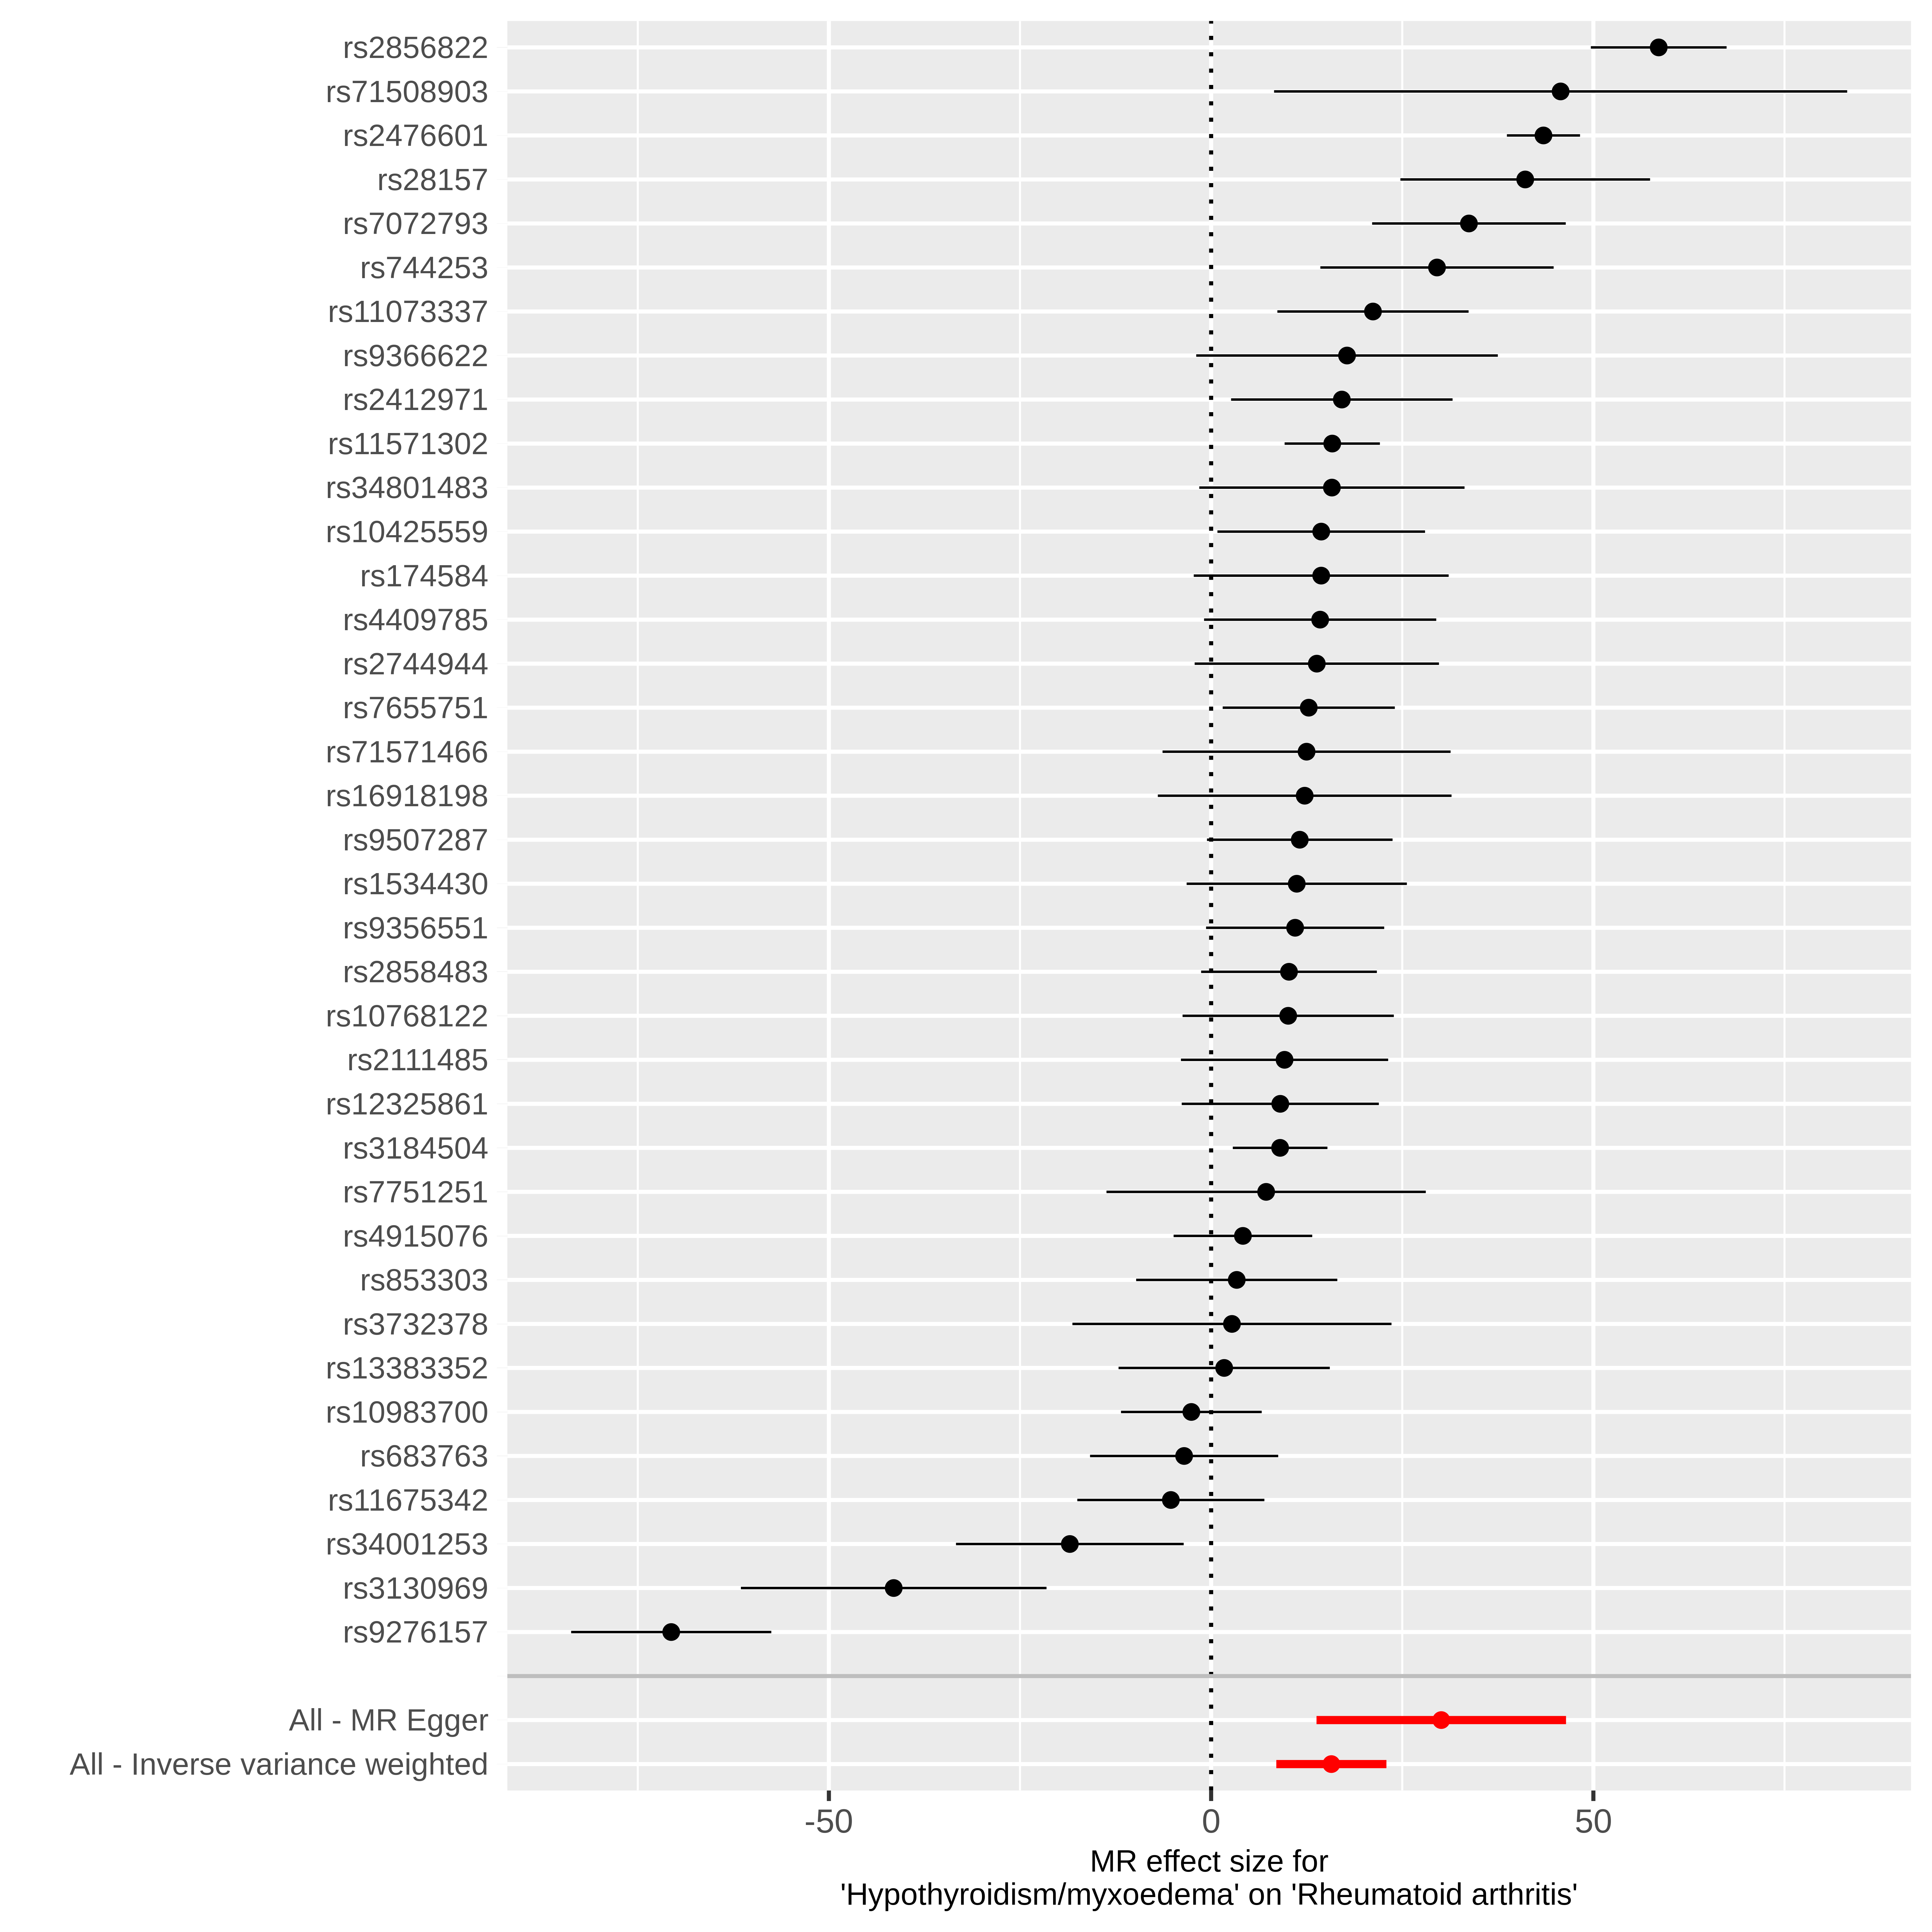 rs2856822
rs71508903
rs2476601
rs28157
rs7072793
rs744253
rs11073337
rs9366622
rs2412971
rs11571302
rs34801483
rs10425559
rs174584
rs4409785
rs2744944
rs7655751
rs71571466
rs16918198
rs9507287
rs1534430
rs9356551
rs2858483
rs10768122
rs2111485
rs12325861
rs3184504
rs7751251
rs4915076
rs853303
rs3732378
rs13383352
rs10983700
rs683763
rs11675342
rs34001253
rs3130969
rs9276157
All - MR Egger
All - Inverse variance weighted
-50 0 50
MR effect size for
'Hypothyroidism/myxoedema' on 'Rheumatoid arthritis'